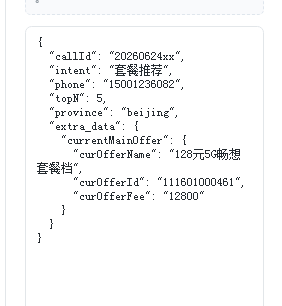 {
  "callId": "20260624xx",
  "intent": "套餐推荐",
  "phone": "15001236082",
  "topN": 5,
  "province": "beijing",
  "extra_data": {
    "currentMainOffer": {
      "curOfferName": "128元5G畅想
套餐档",
      "curOfferId": "111601000461",
      "curOfferFee": "12800"
    }
  }
}